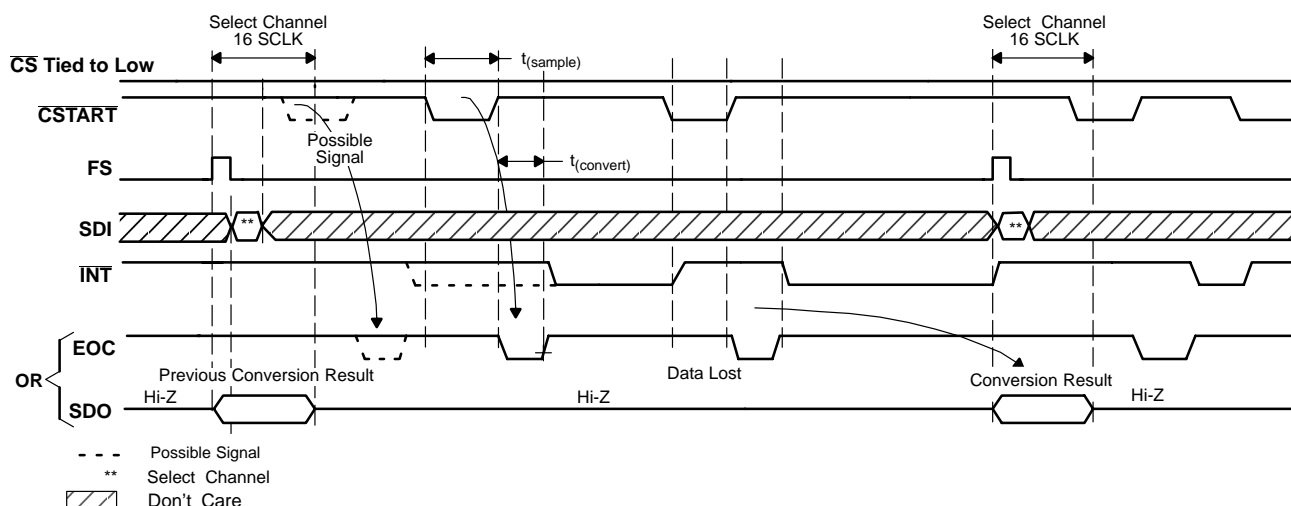 Select Channel
16 SCLK
Select Channel
16 SCLK
CS Tied to Low
t(sample)
CSTART
Possible
Signal
FS
t(convert)
SDI
**
**
INT
EOC
OR
Previous Conversion Result
Data Lost
Conversion Result
SDO
Hi-Z
Hi-Z
Hi-Z
Possible Signal
** Select Channel
Don't Care